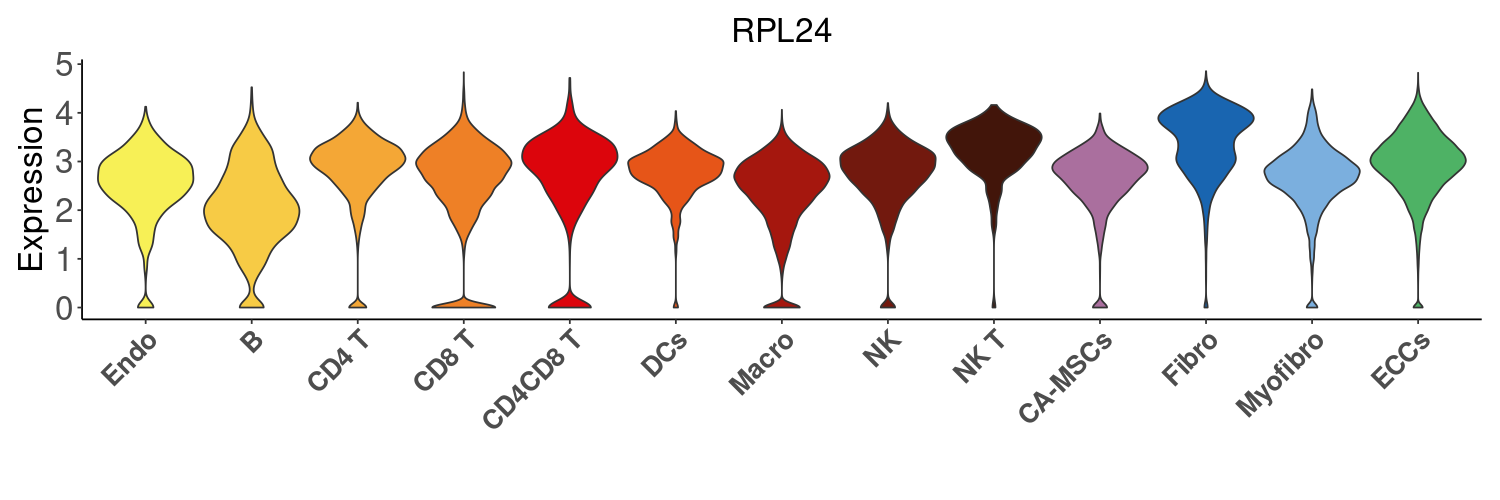 RPL24
Expression
5
4
3
2
1
0
Endo
B
CD4 T
CD8 T
CD4CD8 T
DCs
Macro
NK
NK T
CA-MSCs
Fibro
Myofibro
ECCs